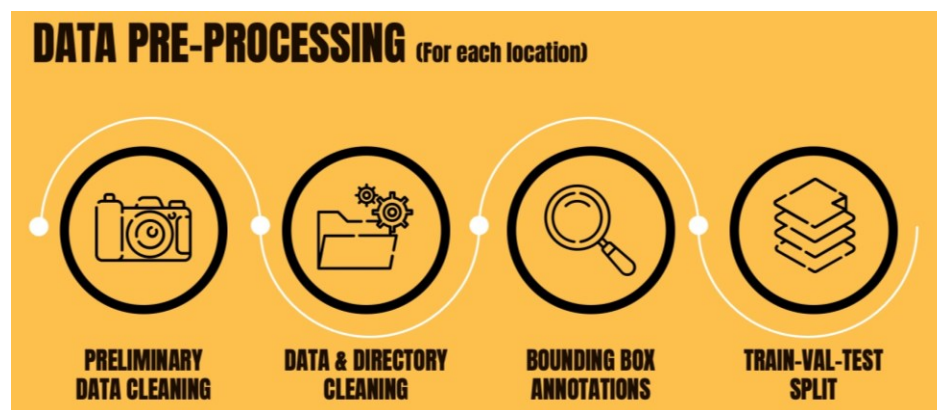 DATA PRE-PROCESSING (For each location)
PRELIMINARY
DATA CLEANING
DATA & DIRECTORY
CLEANING
BOUNDING BOX
ANNOTATIONS
TRAIN-VAL-TEST
SPLIT